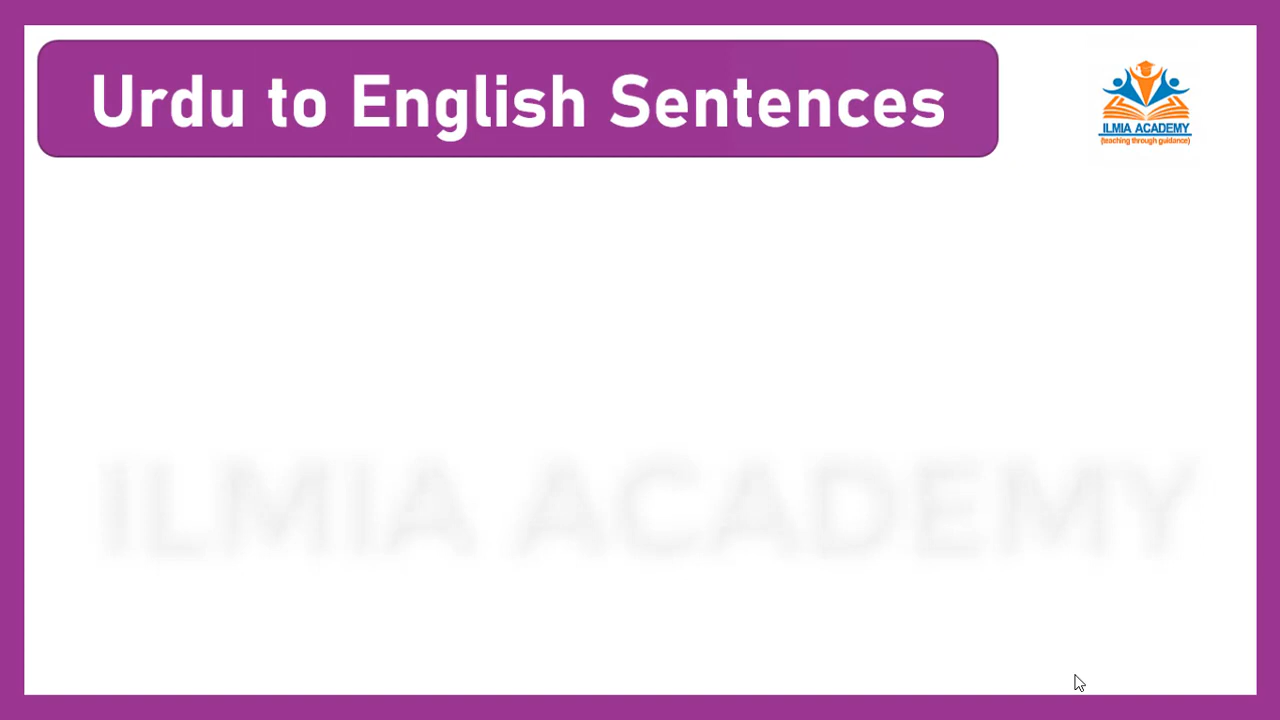 Urdu to English Sentences
ILMIA ACADEMY
(teaching through guidance)
ILMIA ACADEMY